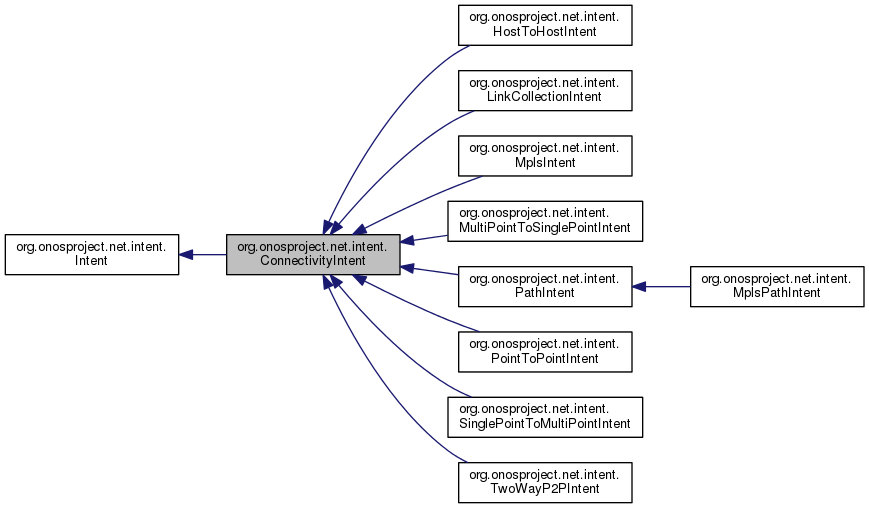 org.onosproject.net.intent.
HostToHostIntent
org.onosproject.net.intent.
LinkCollectionIntent
org.onosproject.net.intent.
MplsIntent
org.onosproject.net.intent.
MultiPointToSinglePointIntent
org.onosproject.net.intent.
Intent
org.onosproject.net.intent.
ConnectivityIntent
org.onosproject.net.intent.
PathIntent
org.onosproject.net.intent.
MplsPathIntent
org.onosproject.net.intent.
PointToPointIntent
org.onosproject.net.intent.
SinglePointToMultiPointIntent
org.onosproject.net.intent.
TwoWayP2PIntent